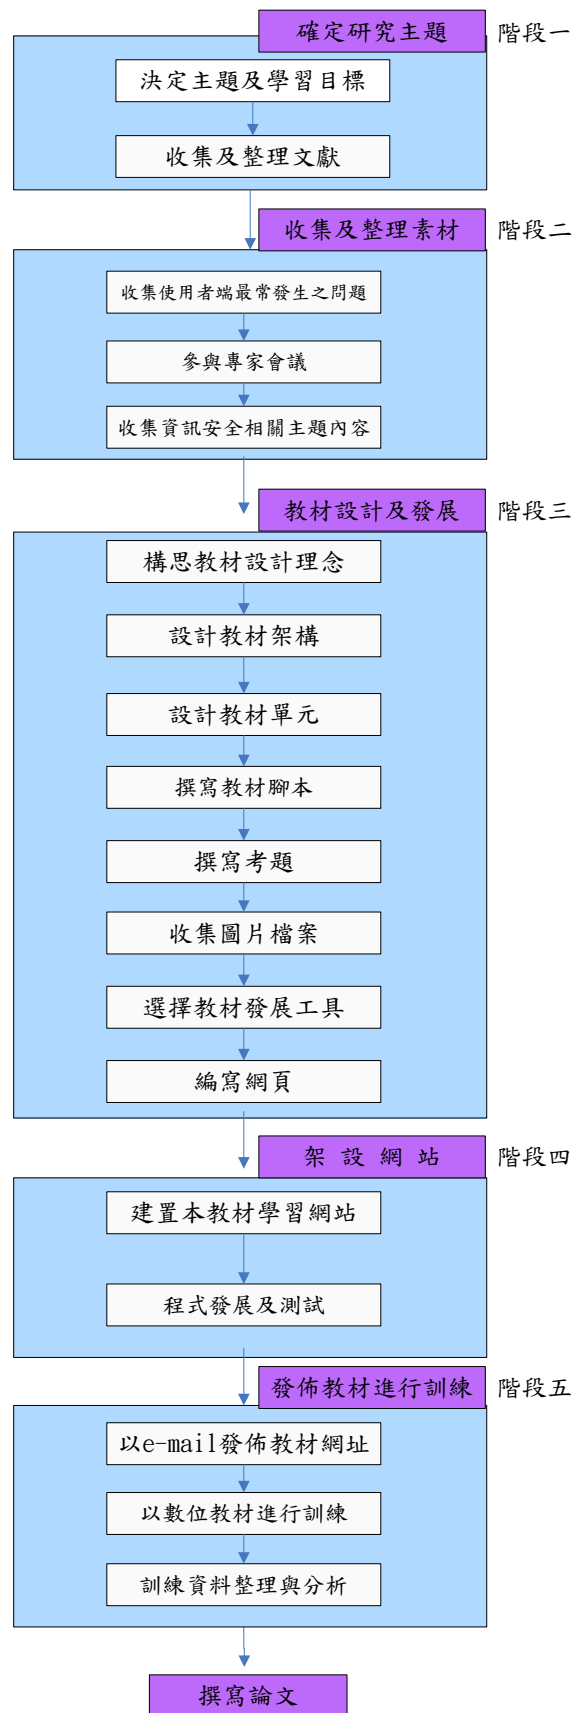 確定研究主題 階段一
決定主題及學習目標
收集及整理文獻
收集及整理素材 階段二
收集使用者端最常發生之問題
參與專家會議
收集資訊安全相關主題內容
教材設計及發展 階段三
構思教材設計理念
設計教材架構
設計教材單元
撰寫教材腳本
撰寫考題
收集圖片檔案
選擇教材發展工具
編寫網頁
架 設 網 站 階段四
建置本教材學習網站
程式發展及測試
發佈教材進行訓練 階段五
以e-mail發佈教材網址
以數位教材進行訓練
訓練資料整理與分析
撰寫論文